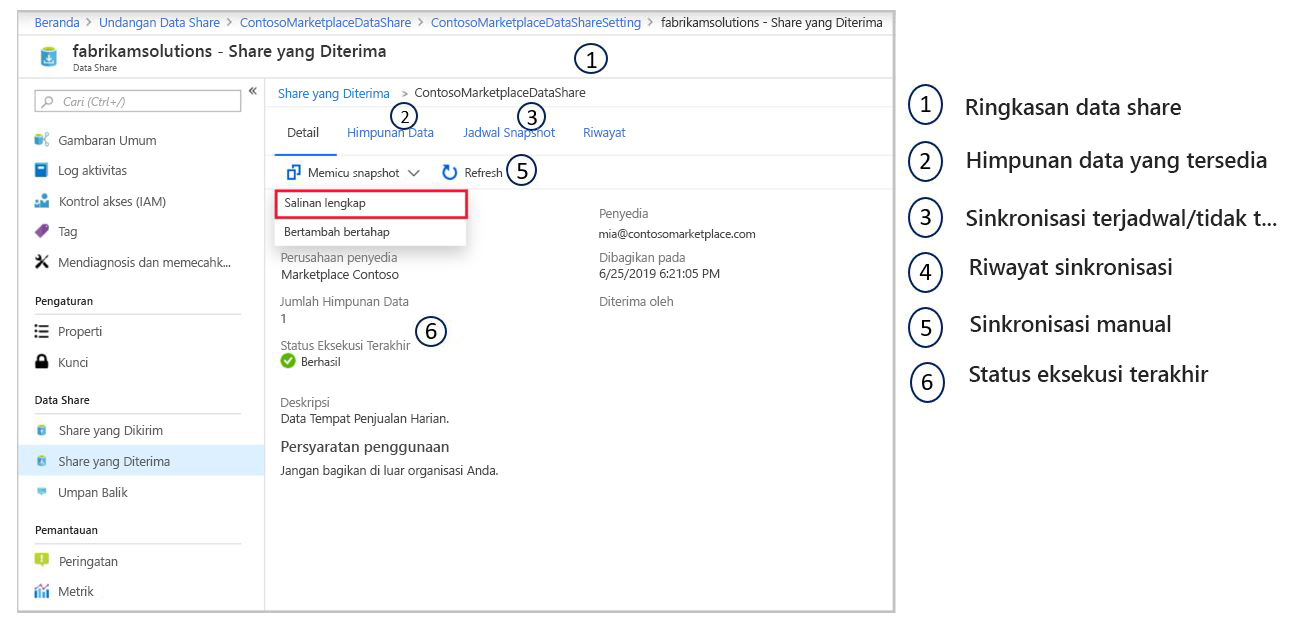 Beranda > Undangan Data Share > ContosoMarketplaceDataShare > ContosoMarketplaceDataShareSetting > fabrikamsolutions - Share yang Diterima
fabrikamsolutions - Share yang Diterima
Data Share
1
Cari (Ctrl+/)
«
Gambaran Umum
Log aktivitas
Kontrol akses (IAM)
Tag
Mendiagnosis dan memecahk...
Pengaturan
Properti
Kunci
Data Share
Share yang Dikirim
Share yang Diterima
Umpan Balik
Pemantauan
Peringatan
Metrik
Share yang Diterima > ContosoMarketplaceDataShare
2
3
Detail Himpunan Data Jadwal Snapshot Riwayat
Memicu snapshot Refresh 5
Salinan lengkap
Bertambah bertahap
Penyedia
mia@contosomarketplace.com
Perusahaan penyedia
Marketplace Contoso
Dibagikan pada
6/25/2019 6:21:05 PM
Jumlah Himpunan Data
1
Diterima oleh
6
Status Eksekusi Terakhir
Berhasil
Deskripsi
Data Tempat Penjualan Harian.
Persyaratan penggunaan
Jangan bagikan di luar organisasi Anda.
1 Ringkasan data share
2 Himpunan data yang tersedia
3 Sinkronisasi terjadwal/tidak t...
4 Riwayat sinkronisasi
5 Sinkronisasi manual
6 Status eksekusi terakhir